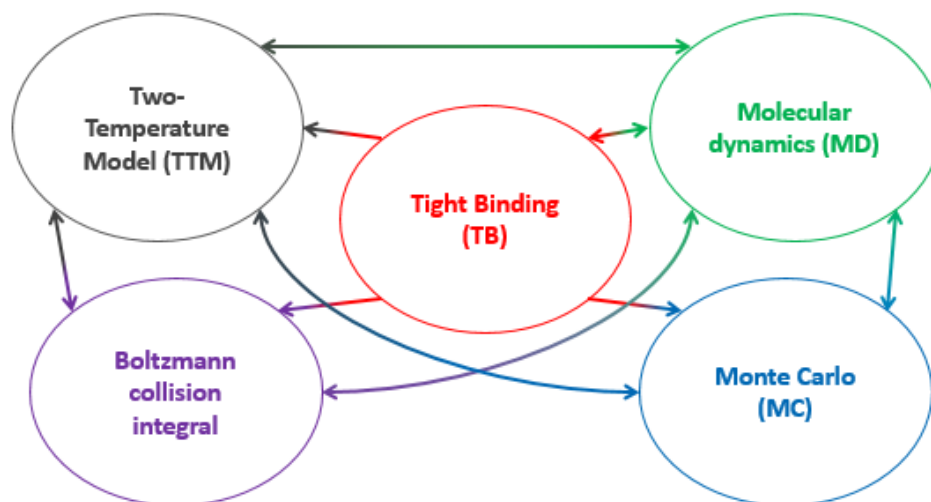 Two-
Temperature
Model (TTM)
Molecular
dynamics (MD)
Tight Binding
(TB)
Boltzmann
collision
integral
Monte Carlo
(MC)